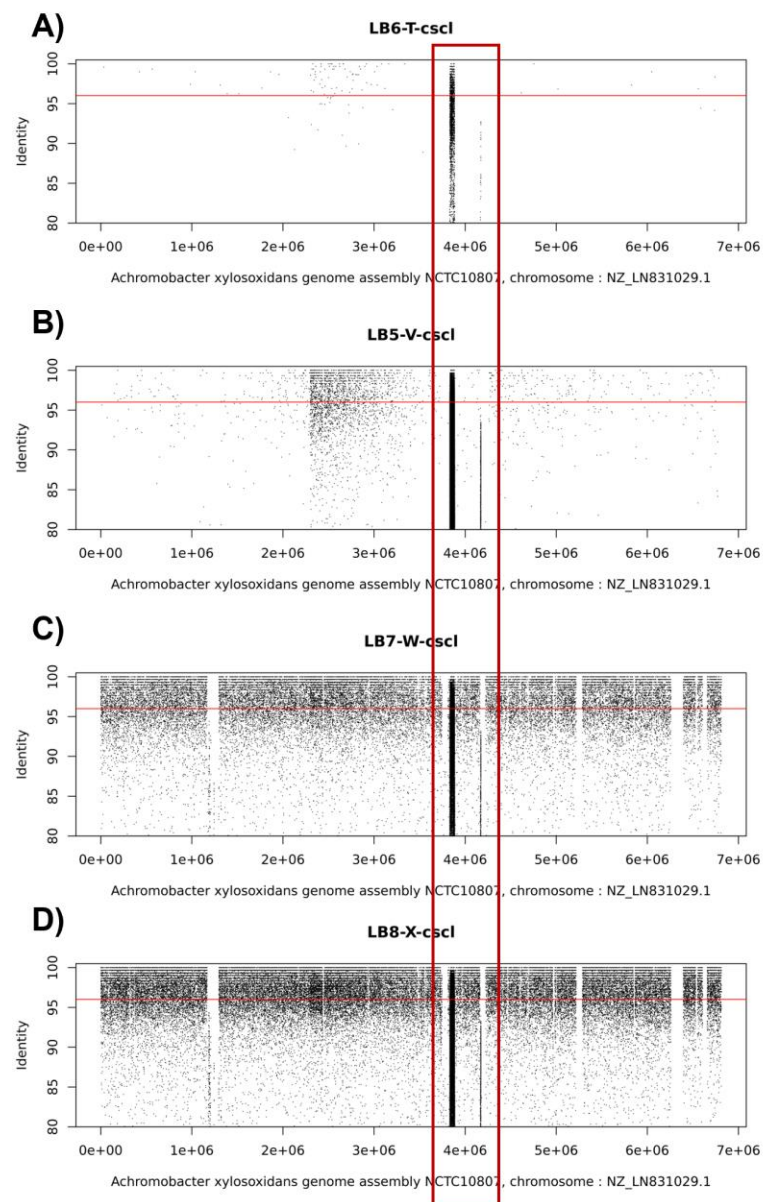 A)
LB6-T-cscl
Identity
100
95
90
85
80
0e+00 1e+06 2e+06 3e+06 4e+06 5e+06 6e+06 7e+06
Achromobacter xylosoxidans genome assembly NCTC10807, chromosome : NZ_LN831029.1
B)
LB5-V-cscl
Identity
100
95
90
85
80
0e+00 1e+06 2e+06 3e+06 4e+06 5e+06 6e+06 7e+06
Achromobacter xylosoxidans genome assembly NCTC10807, chromosome : NZ_LN831029.1
C)
LB7-W-cscl
Identity
100
95
90
85
80
0e+00 1e+06 2e+06 3e+06 4e+06 5e+06 6e+06 7e+06
Achromobacter xylosoxidans genome assembly NCTC10807, chromosome : NZ_LN831029.1
D)
LB8-X-cscl
Identity
100
95
90
85
80
0e+00 1e+06 2e+06 3e+06 4e+06 5e+06 6e+06 7e+06
Achromobacter xylosoxidans genome assembly NCTC10807, chromosome : NZ_LN831029.1